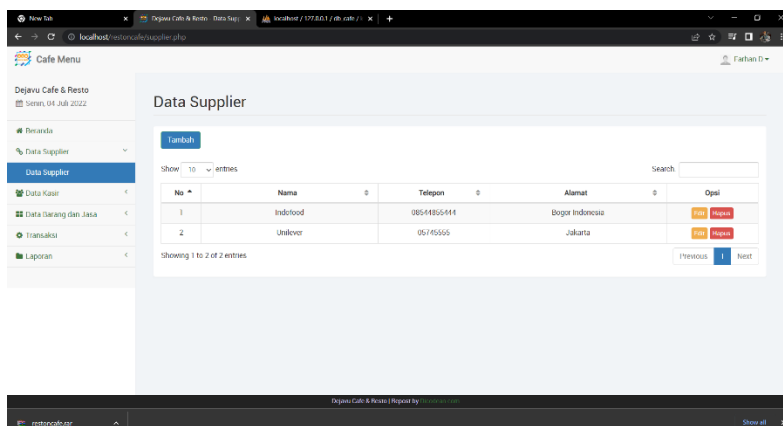 New Tab
Dejavu Cafe & Resto - Data Supp
localhost / 127.0.0.1 / db_cafe /
localhost/restoncafe/supplier.php
Cafe Menu
Farhan D
Dejavu Cafe & Resto
Senin, 04 Juli 2022
Data Supplier
Beranda
Data Supplier
Data Supplier
Data Kasir
Data Barang dan Jasa
Transaksi
Laporan
Tambah
Show 10 entries
Search
No Nama Telepon Alamat Opsi
1 Indofood 08544855444 Bogor Indonesia Edit Hapus
2 Unilever 05745555 Jakarta Edit Hapus
Showing 1 to 2 of 2 entries
Previous 1 Next
Dejavu Cafe & Resto | Repost by
restoncafe.rar
Show all